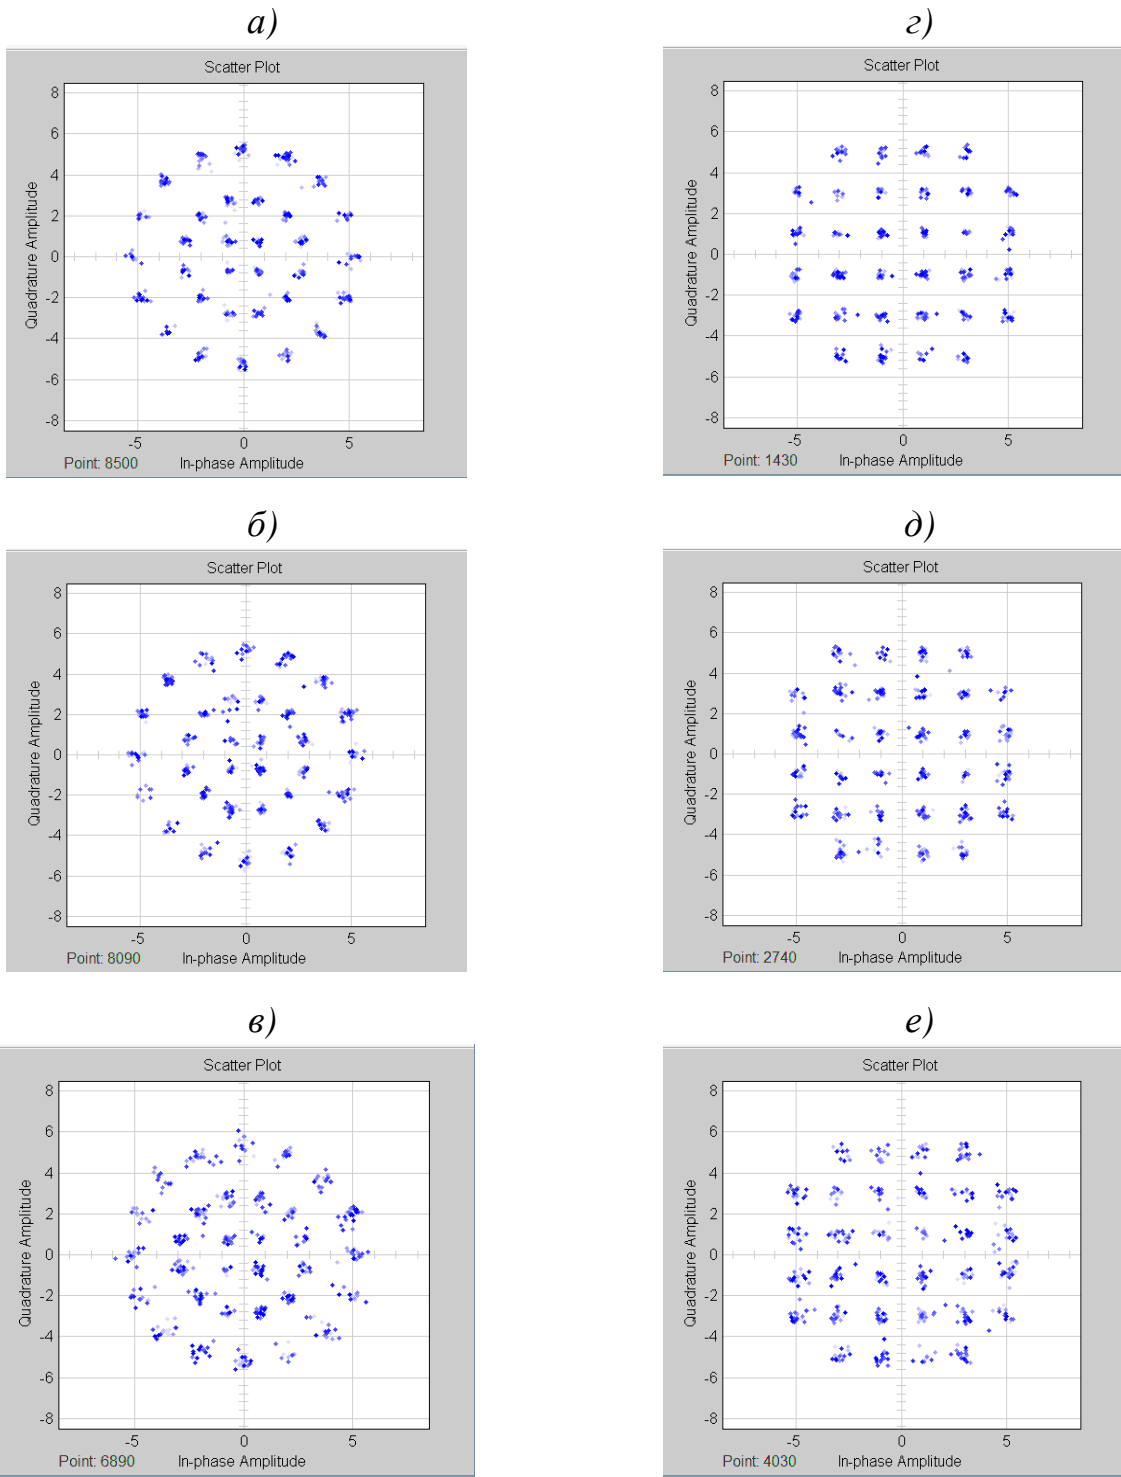 а)
Scatter Plot
8
6
4
2
0
-2
-4
-6
-8
Quadrature Amplitude
-5 0 5
Point: 8500 In-phase Amplitude
г)
Scatter Plot
8
6
4
2
0
-2
-4
-6
-8
Quadrature Amplitude
-5 0 5
Point: 1430 In-phase Amplitude
б)
Scatter Plot
8
6
4
2
0
-2
-4
-6
-8
Quadrature Amplitude
-5 0 5
Point: 8090 In-phase Amplitude
д)
Scatter Plot
8
6
4
2
0
-2
-4
-6
-8
Quadrature Amplitude
-5 0 5
Point: 2740 In-phase Amplitude
в)
Scatter Plot
8
6
4
2
0
-2
-4
-6
-8
Quadrature Amplitude
-5 0 5
Point: 6890 In-phase Amplitude
е)
Scatter Plot
8
6
4
2
0
-2
-4
-6
-8
Quadrature Amplitude
-5 0 5
Point: 4030 In-phase Amplitude